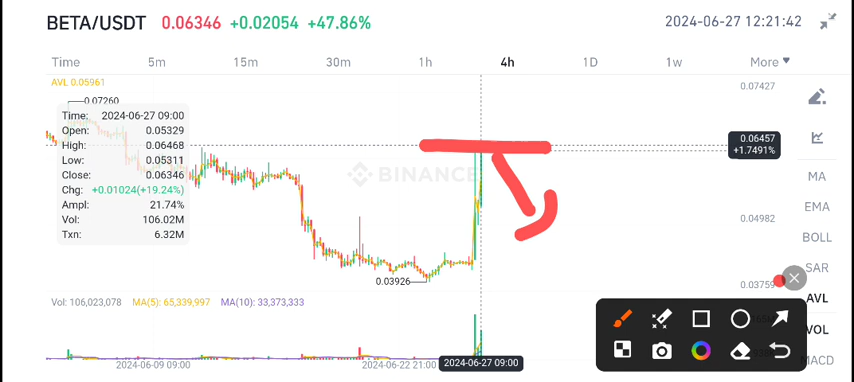 BETA/USDT 0.06346 +0.02054 +47.86% 2024-06-27 12:21:42
Time 5m 15m 30m 1h 4h 1D 1w More
AVL 0.05961
0.07427
0.07260
Time: 2024-06-27 09:00
Open: 0.05329
High: 0.06468
Low: 0.05311
Close: 0.06346
Chg: +0.01024(+19.24%)
Ampl: 21.74%
Vol: 106.02M
Txn: 6.32M
0.06457
+1.7491%
BINANCE
0.04982
0.03926
0.03759
MA
EMA
BOLL
SAR
AVL
VOL
MACD
Vol: 106,023,078 MA(5): 65,339,997 MA(10): 33,373,333
2024-06-09 09:00 2024-06-22 21:00 2024-06-27 09:00